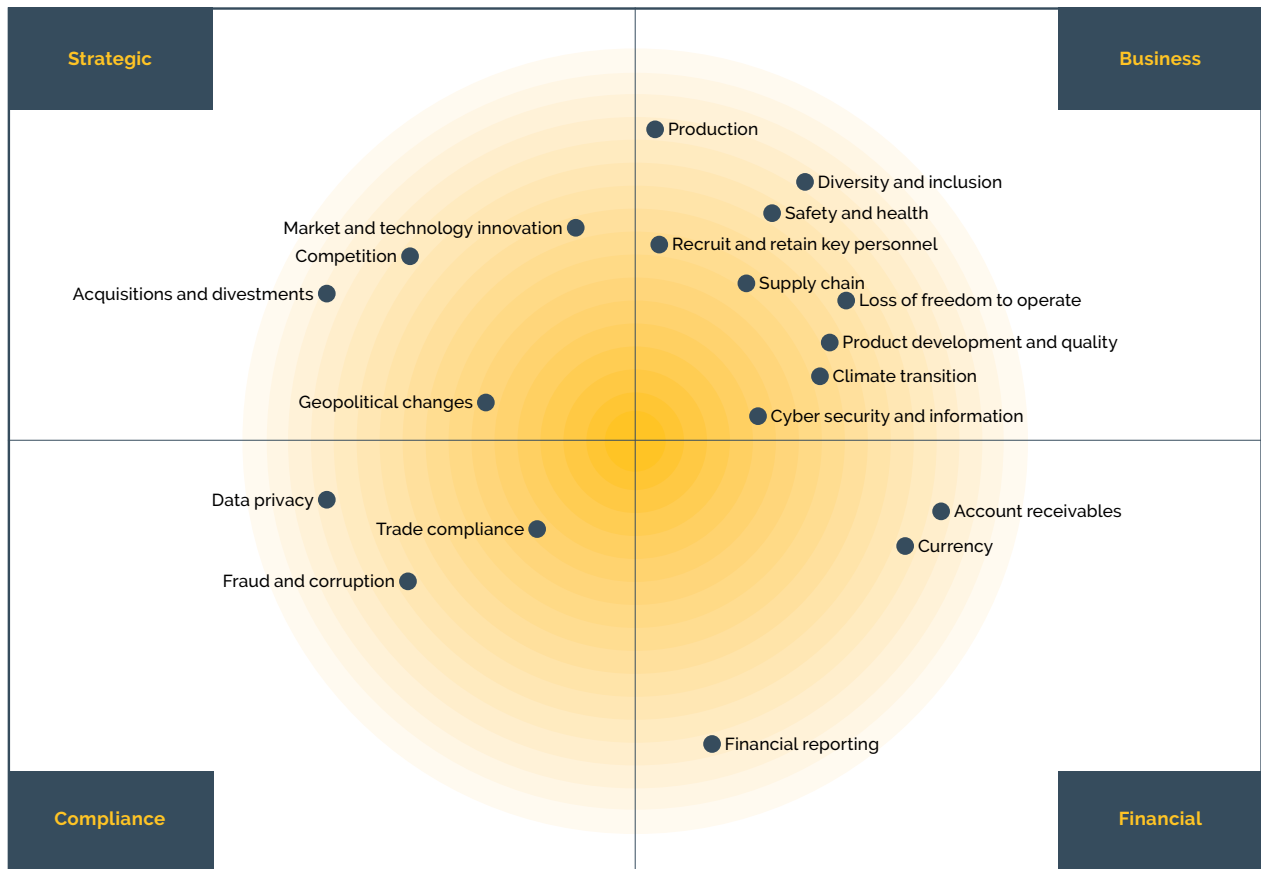 Strategic
Business
Production
Diversity and inclusion
Safety and health
Market and technology innovation
Recruit and retain key personnel
Competition
Supply chain
Acquisitions and divestments
Loss of freedom to operate
Product development and quality
Climate transition
Geopolitical changes
Cyber security and information
Data privacy
Account receivables
Trade compliance
Currency
Fraud and corruption
Financial reporting
Compliance
Financial